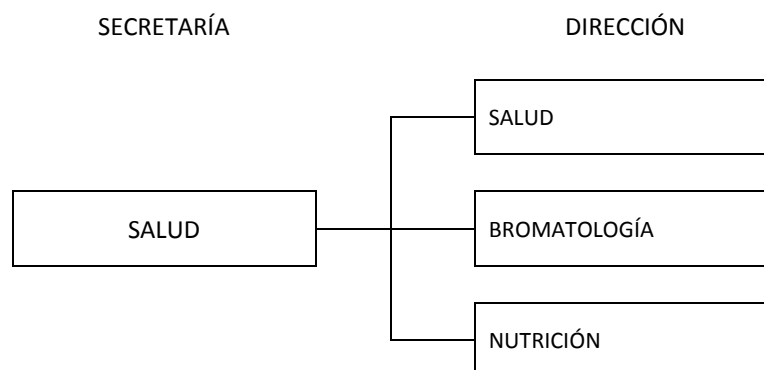 SECRETARÍA
DIRECCIÓN
SALUD
SALUD
BROMATOLOGÍA
NUTRICIÓN